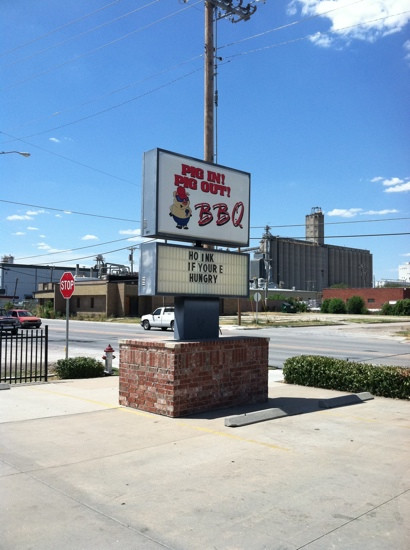 PIG IN!
PIG OUT!
BBQ
HO INK
IF YOUR E
HUNGRY
STOP